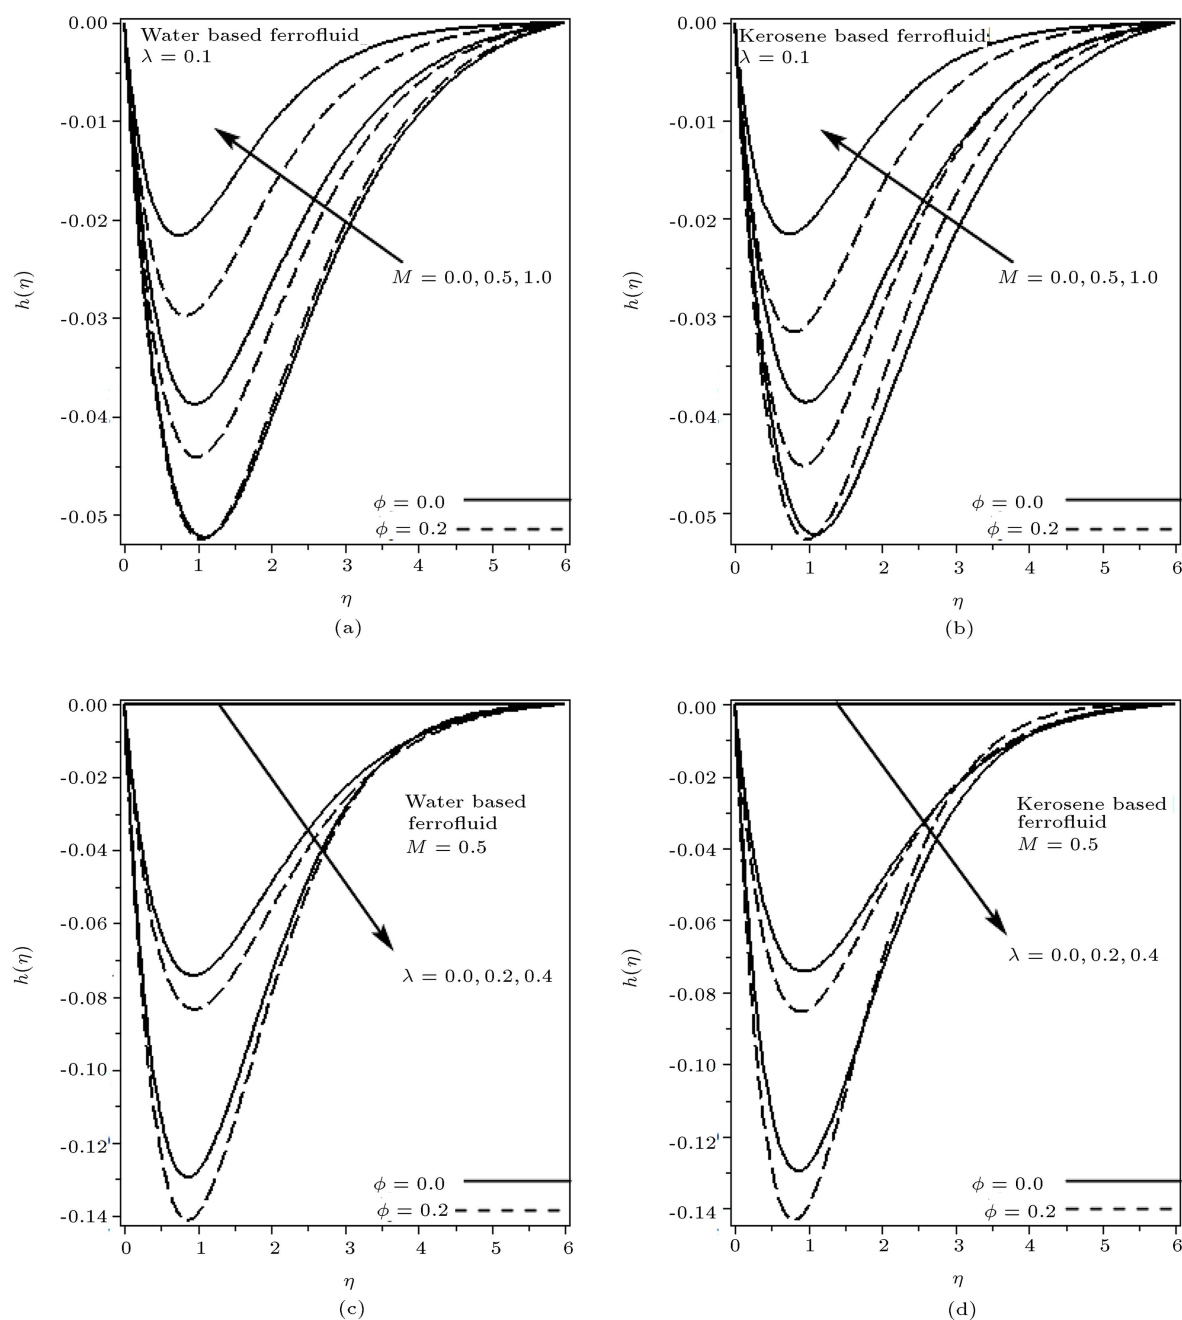 0.00
-0.01
-0.02
-0.03
-0.04
-0.05
h(η)
Water based ferrofluid
λ = 0.1
M = 0.0, 0.5, 1.0
φ = 0.0
φ = 0.2
0 1 2 3 4 5 6
η
(a)
0.00
-0.01
-0.02
-0.03
-0.04
-0.05
h(η)
Kerosene based ferrofluid
λ = 0.1
M = 0.0, 0.5, 1.0
φ = 0.0
φ = 0.2
0 1 2 3 4 5 6
η
(b)
0.00
-0.02
-0.04
-0.06
-0.08
-0.10
-0.12
-0.14
h(η)
Water based
ferrofluid
M = 0.5
λ = 0.0, 0.2, 0.4
φ = 0.0
φ = 0.2
0 1 2 3 4 5 6
η
(c)
0.00
-0.02
-0.04
-0.06
-0.08
-0.10
-0.12
-0.14
h(η)
Kerosene based
ferrofluid
M = 0.5
λ = 0.0, 0.2, 0.4
φ = 0.0
φ = 0.2
0 1 2 3 4 5 6
η
(d)